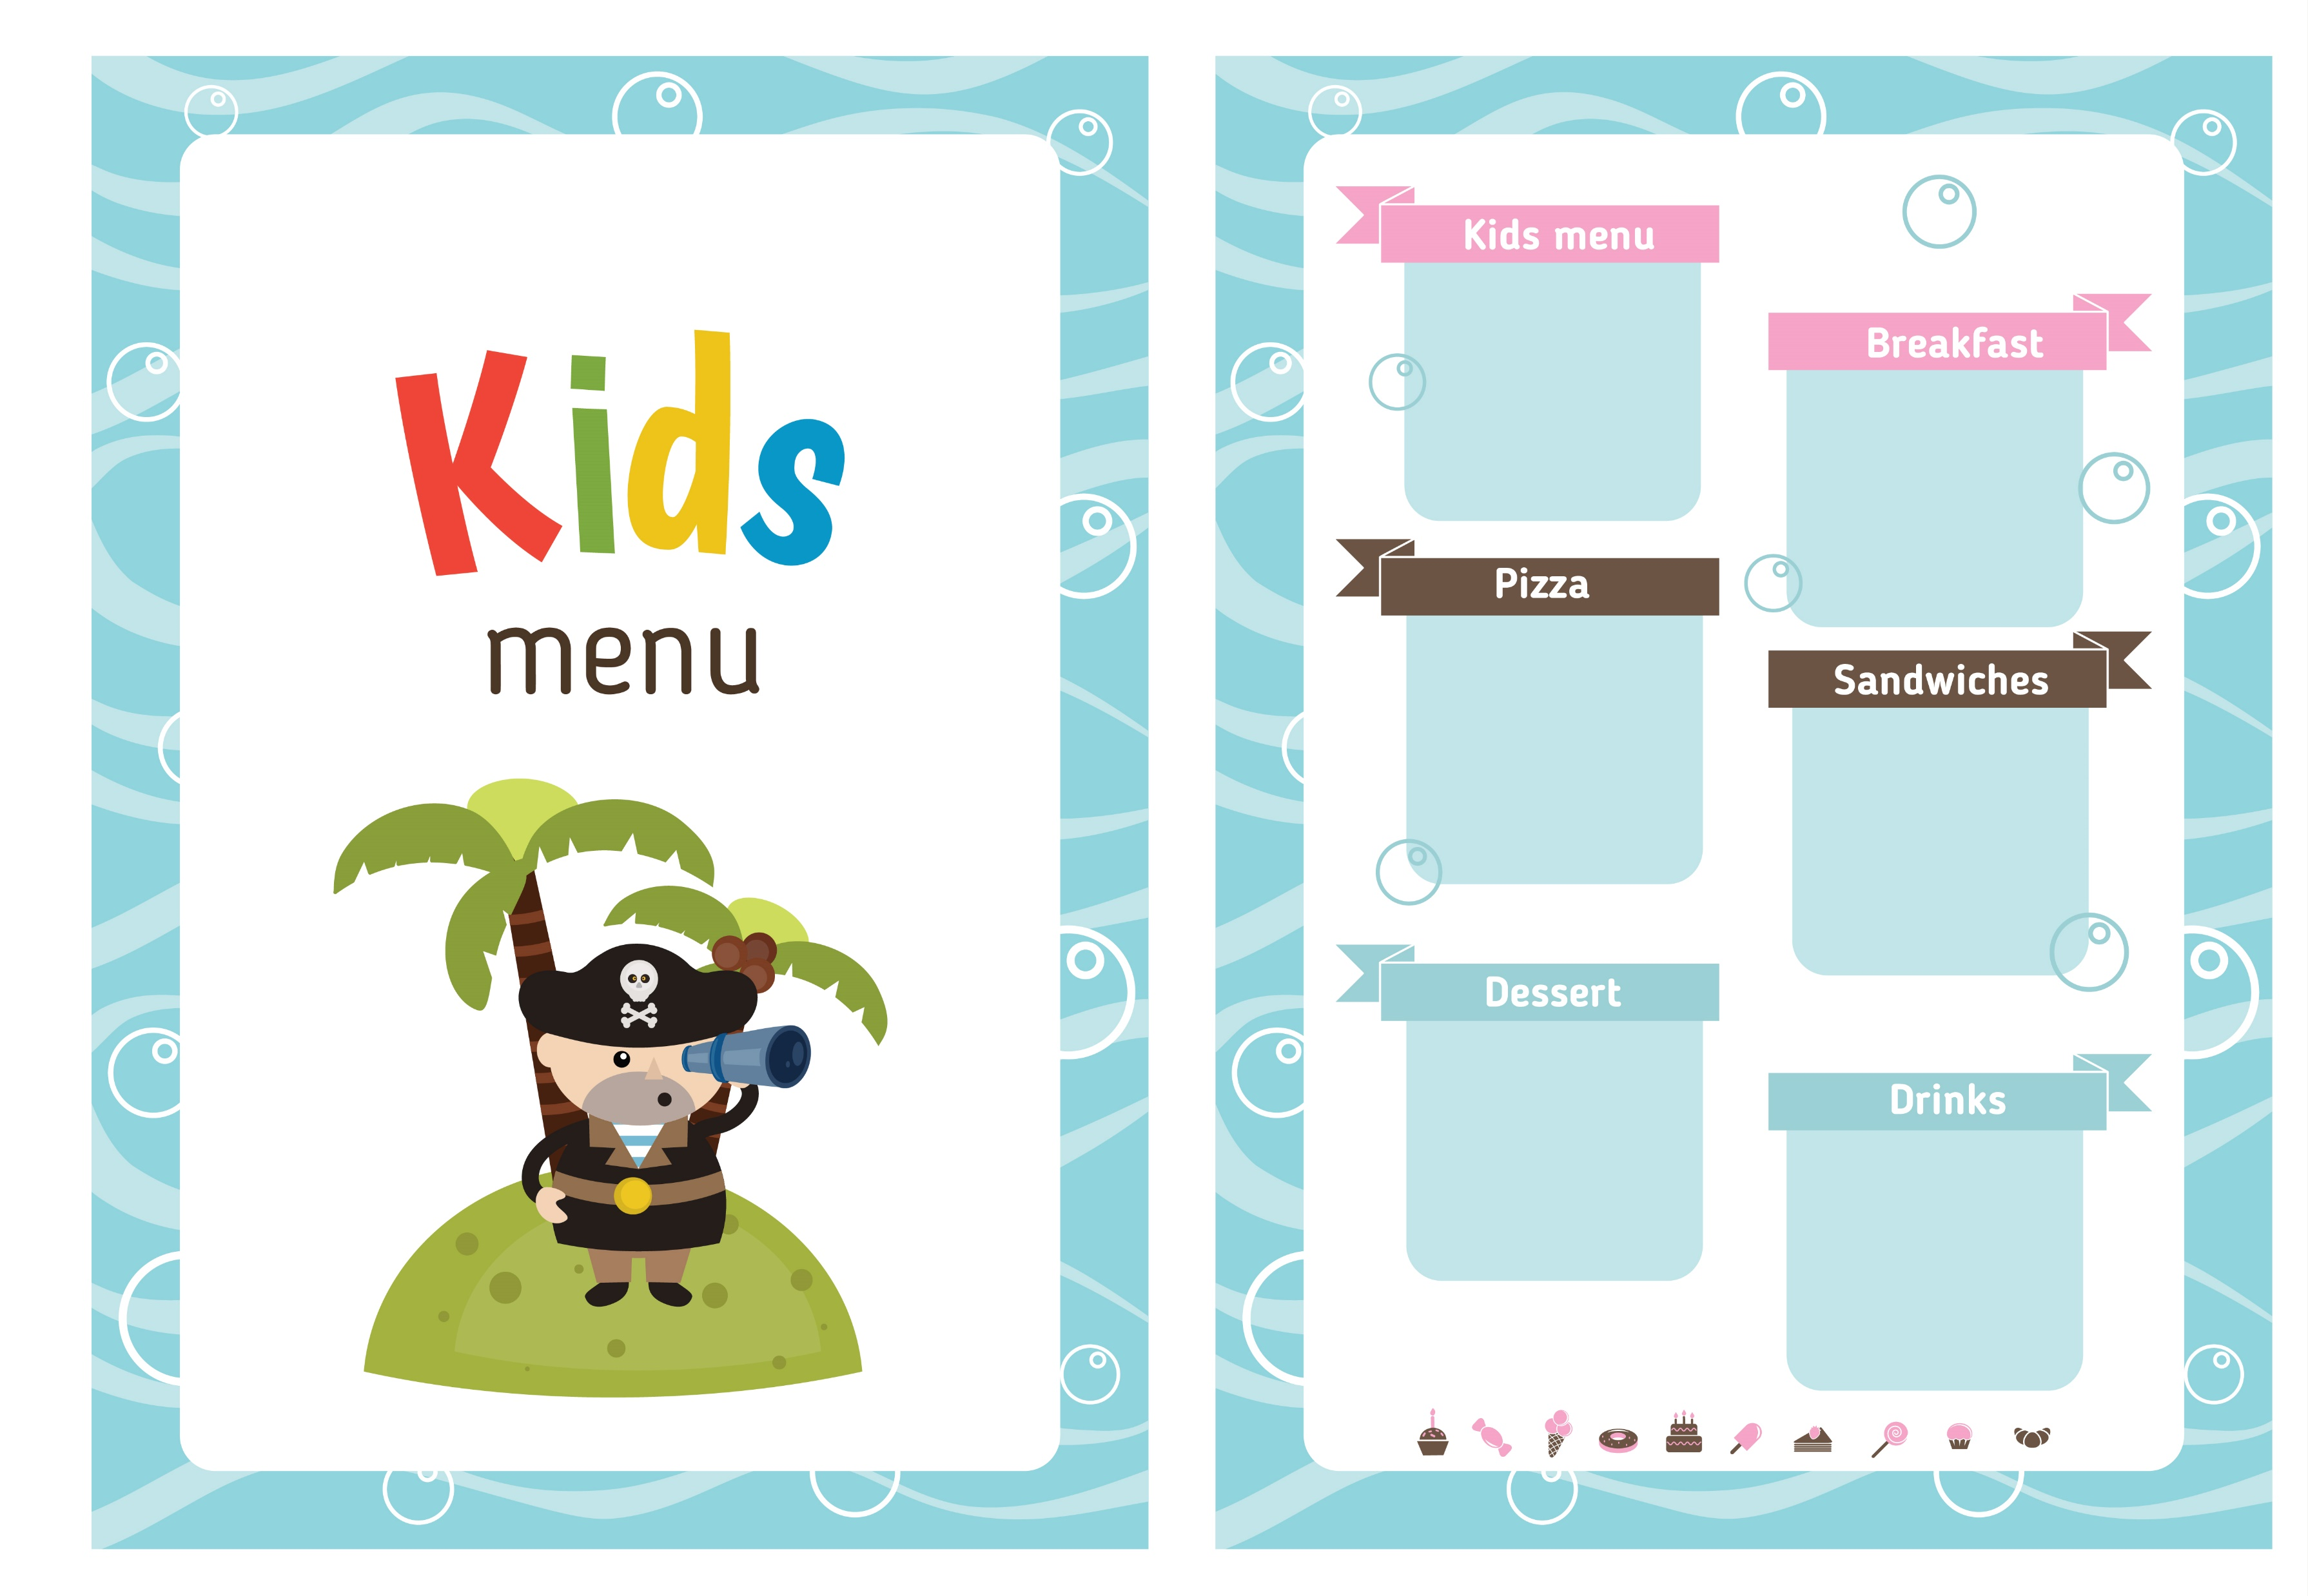 Kids
menu
Kids menu
Breakfast
Pizza
Sandwiches
Dessert
Drinks